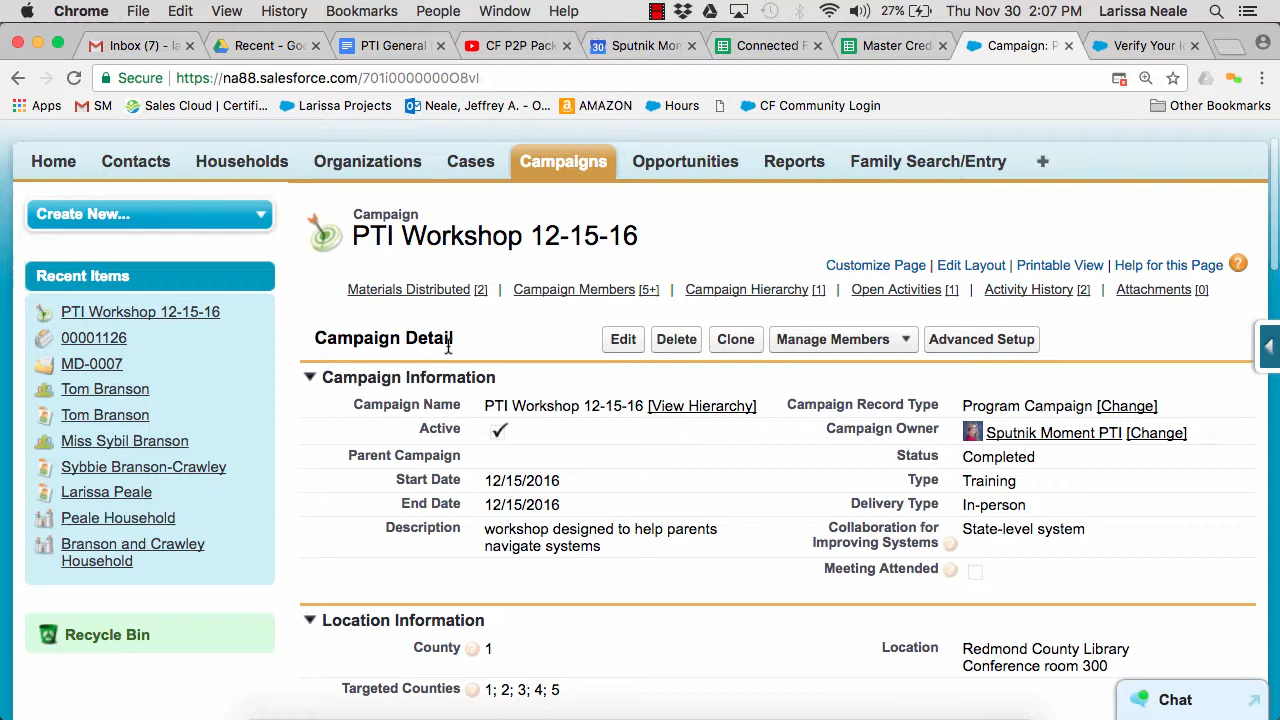 Chrome File Edit View History Bookmarks People Window Help 27% Thu Nov 30 2:07 PM Larissa Neale
Inbox (7) - la Recent - Goo PTI General CF P2P Pack Sputnik Mon Connected F Master Cred Campaign: P Verify Your I
Secure https://na88.salesforce.com/701i0000000O8vI
Apps SM Sales Cloud | Certifi... Larissa Projects Neale, Jeffrey A. - O... AMAZON Hours CF Community Login Other Bookmarks
Home Contacts Households Organizations Cases Campaigns Opportunities Reports Family Search/Entry
Create New...
Campaign
PTI Workshop 12-15-16
Customize Page | Edit Layout | Printable View | Help for this Page
Materials Distributed [2] | Campaign Members [5+] | Campaign Hierarchy [1] | Open Activities [1] | Activity History [2] | Attachments [0]
Recent Items
PTI Workshop 12-15-16
00001126
MD-0007
Tom Branson
Tom Branson
Miss Sybil Branson
Sybbie Branson-Crawley
Larissa Peale
Peale Household
Branson and Crawley
Household
Recycle Bin
Campaign Detail Edit Delete Clone Manage Members Advanced Setup
Campaign Information
Campaign Name PTI Workshop 12-15-16 [View Hierarchy] Campaign Record Type Program Campaign [Change]
Active Campaign Owner Sputnik Moment PTI [Change]
Parent Campaign Status Completed
Start Date 12/15/2016 Type Training
End Date 12/15/2016 Delivery Type In-person
Description workshop designed to help parents Collaboration for State-level system
navigate systems Improving Systems
Meeting Attended
Location Information
County 1 Location Redmond County Library
Conference room 300
Targeted Counties 1; 2; 3; 4; 5
Chat